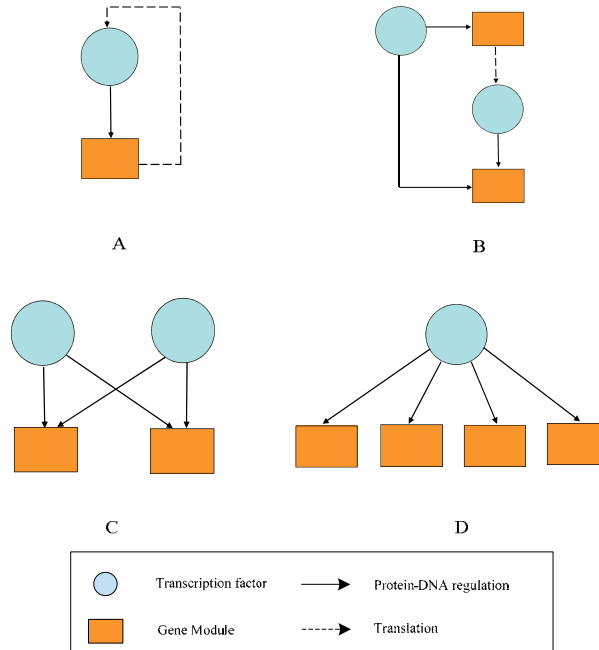 A
B
C
D
Transcription factor
Protein-DNA regulation
Gene Module
Translation